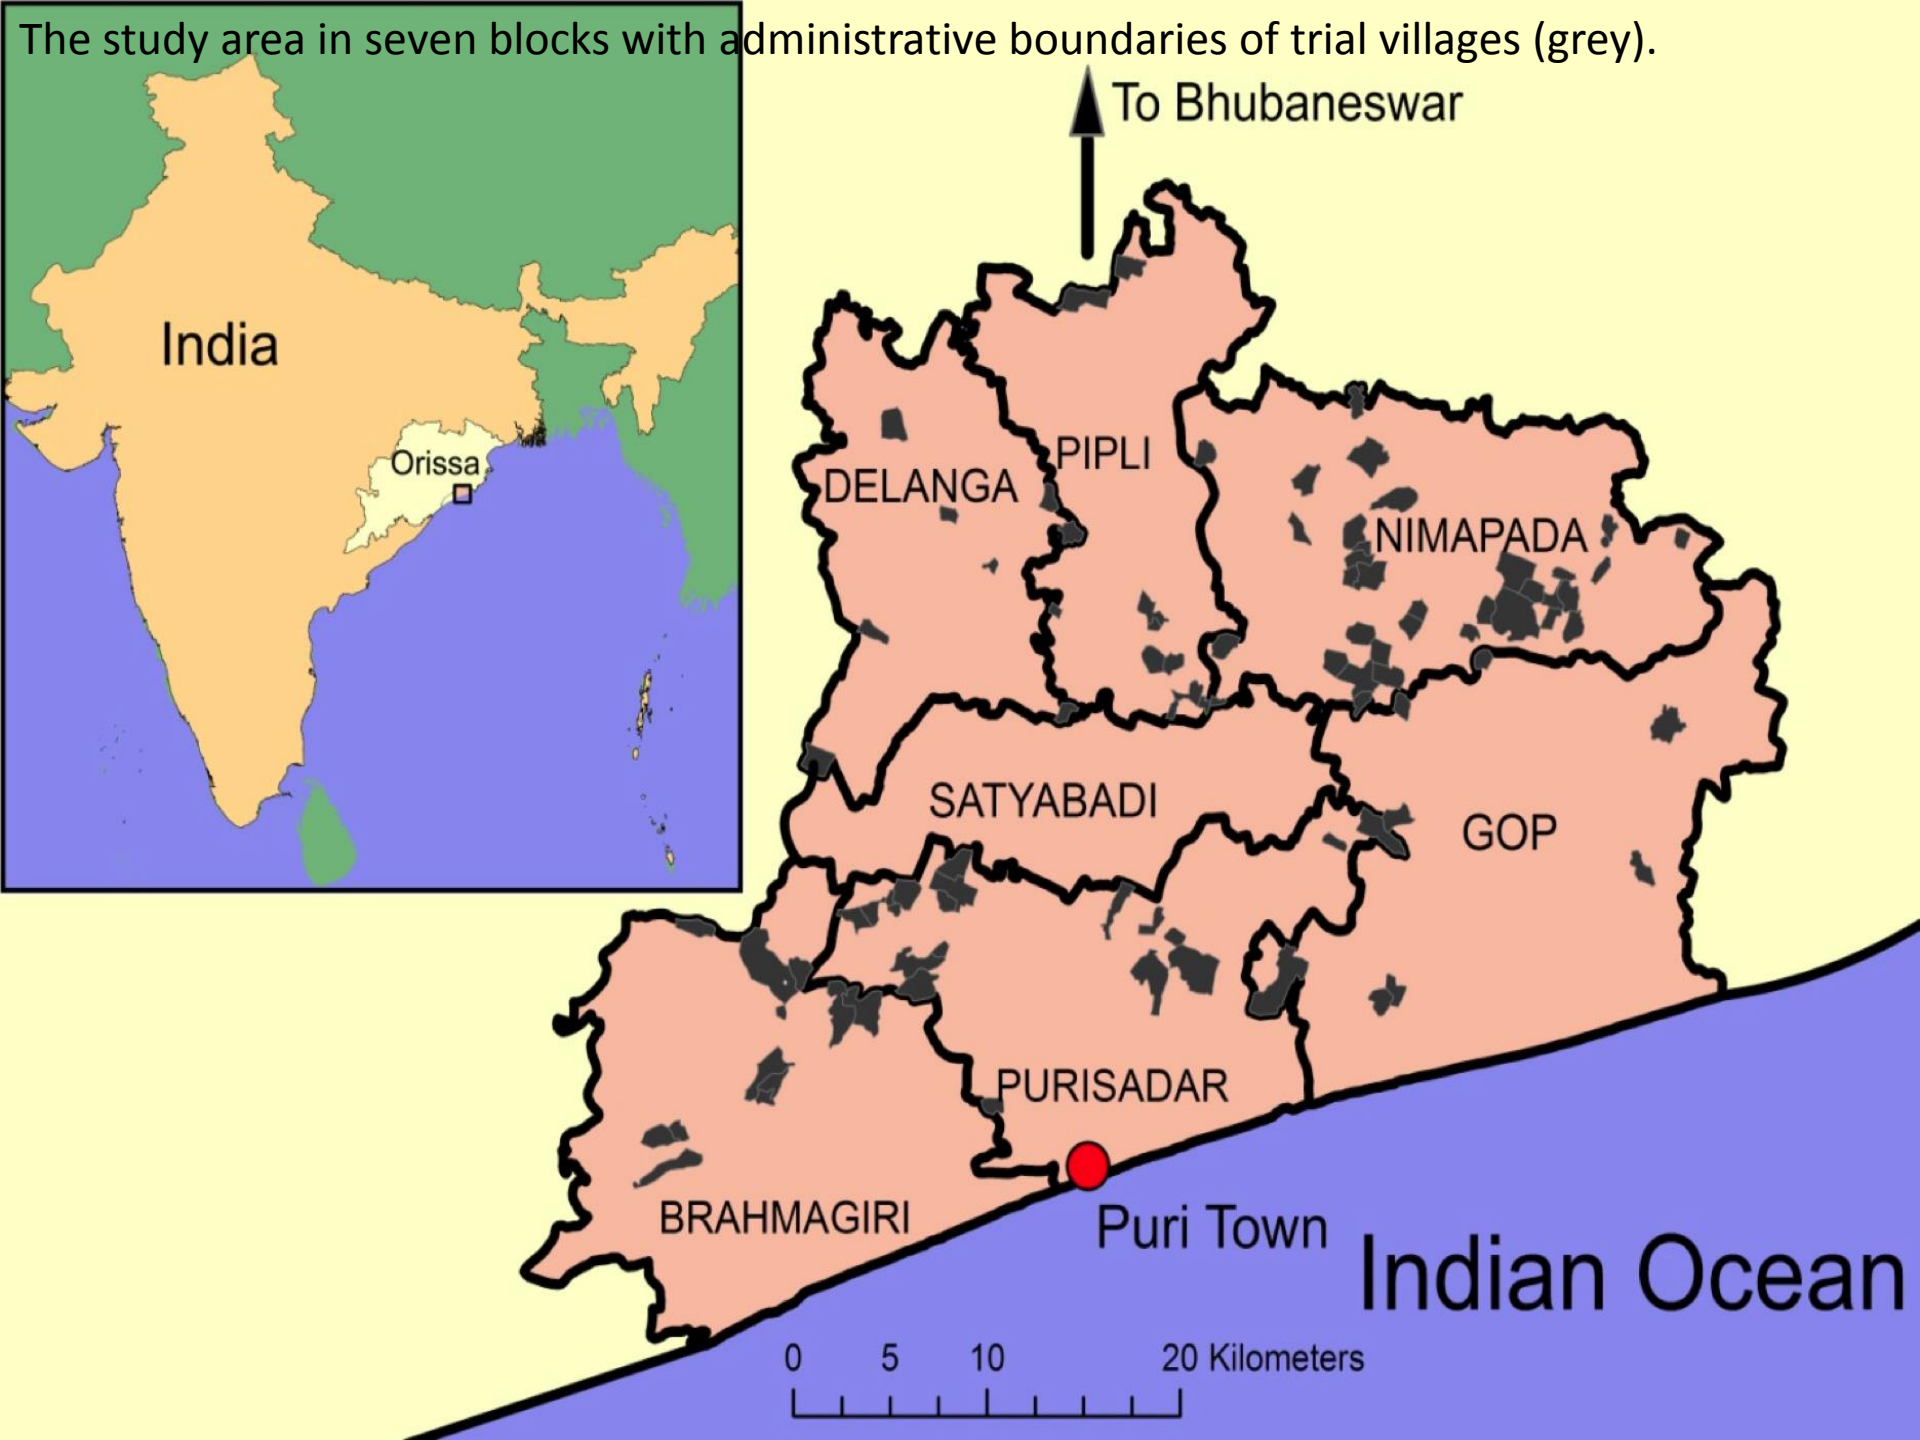 The study area in seven blocks with administrative boundaries of trial villages (grey).
To Bhubaneswar
India
Orissa
PIPLI
DELANGA
NIMAPADA
SATYABADI
GOP
PURISADAR
BRAHMAGIRI
Puri Town
Indian Ocean
0 5 10 20 Kilometers